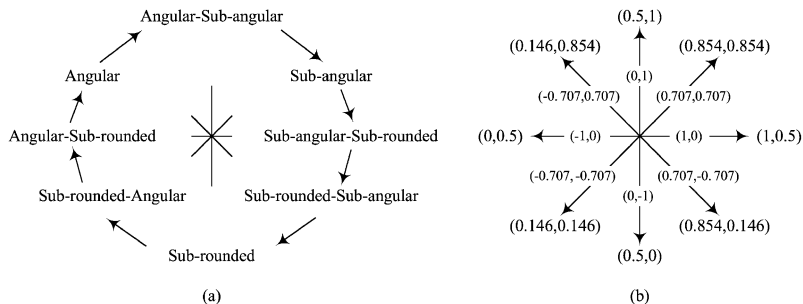 Angular-Sub-angular
Angular
Sub-angular
Angular-Sub-rounded
Sub-angular-Sub-rounded
Sub-rounded-Angular
Sub-rounded-Sub-angular
Sub-rounded
(a)
(0.5,1)
(0.146,0.854)
(0.854,0.854)
(0,1)
(-0.707,0.707)
(0.707,0.707)
(0,0.5)
(-1,0)
(1,0)
(1,0.5)
(-0.707,-0.707)
(0.707,-0.707)
(0,-1)
(0.146,0.146)
(0.854,0.146)
(0.5,0)
(b)